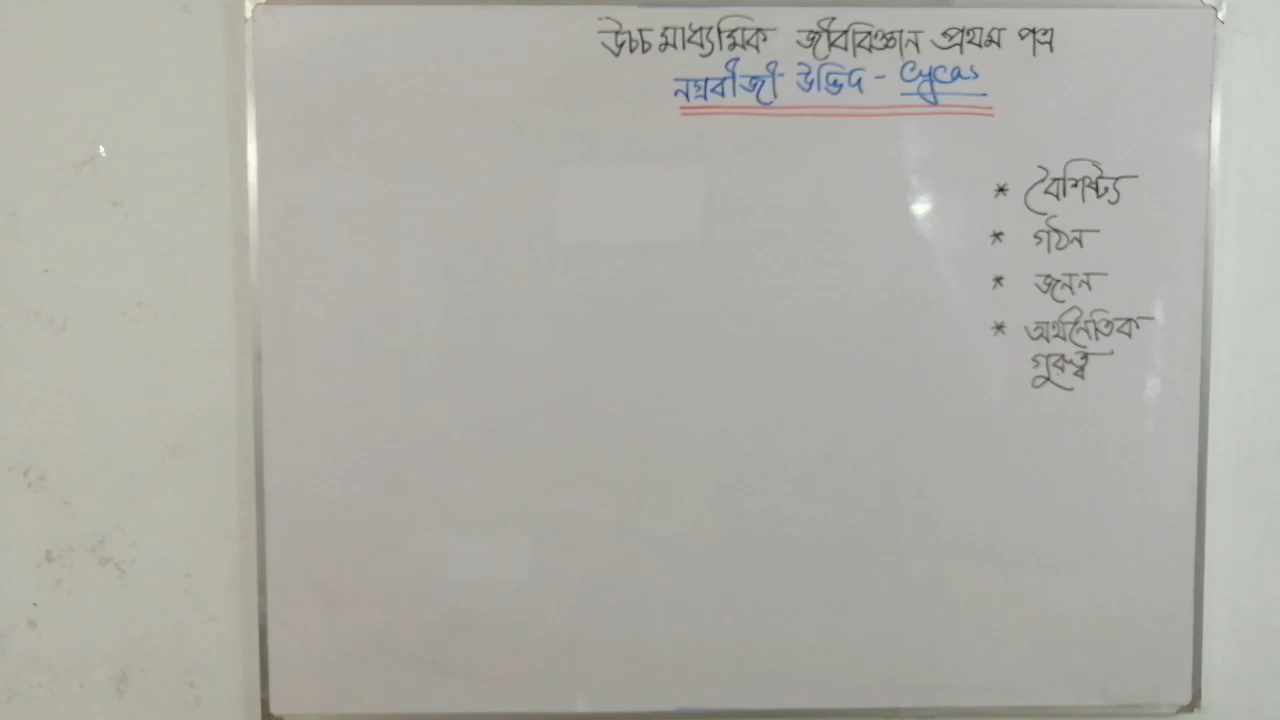 উচ্চ মাধ্যমিক জীববিজ্ঞান প্রথম পত্র
নগ্নবীজী উদ্ভিদ - Cycas
* বৈশিষ্ট্য
* গঠন
* জনন
* অর্থনৈতিক
গুরুত্ব